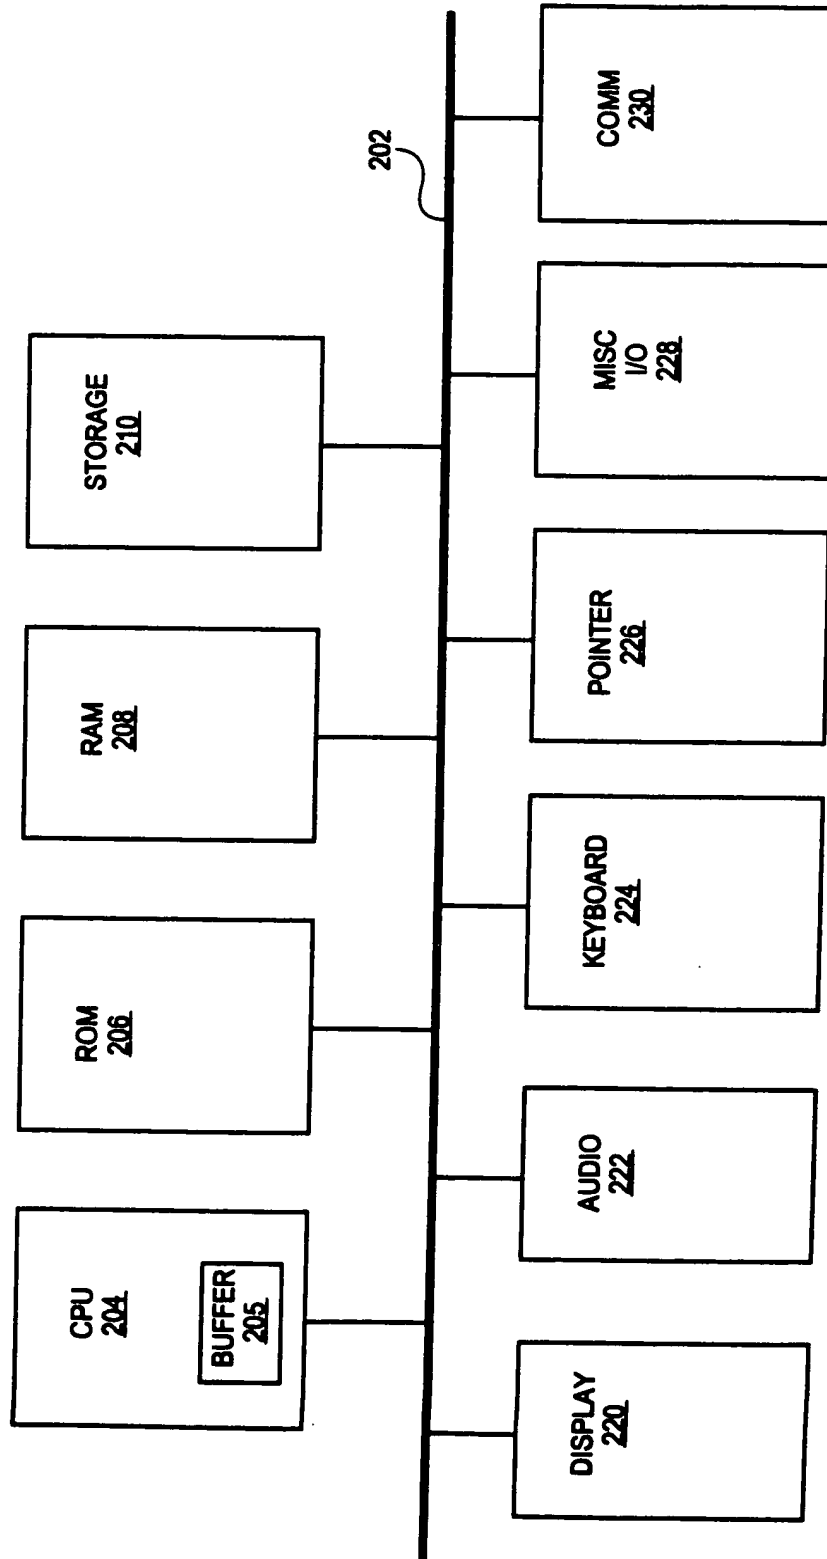 CPU
204
BUFFER
205
ROM
206
RAM
208
STORAGE
210
202
DISPLAY
220
AUDIO
222
KEYBOARD
224
POINTER
226
MISC
I/O
228
COMM
230